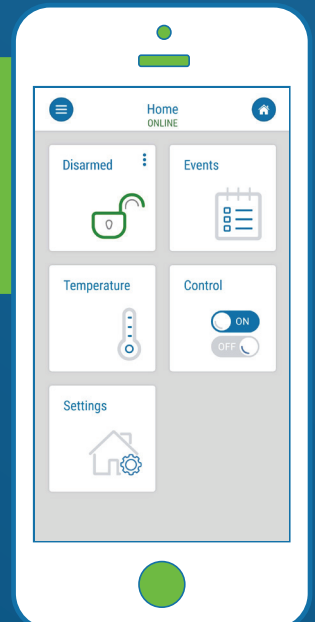 Home
ONLINE
Disarmed
Events
Temperature
Control
ON
OFF
Settings